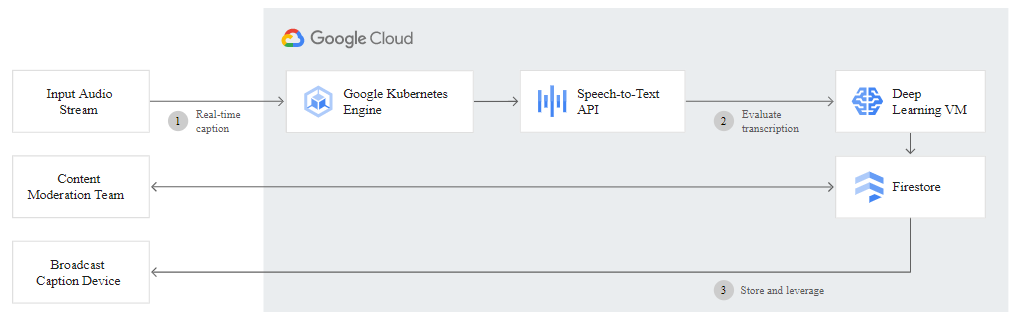 Google Cloud
Input Audio
Stream
1
Real-time
caption
Google Kubernetes
Engine
Speech-to-Text
API
2
Evaluate
transcription
Deep
Learning VM
Content
Moderation Team
Firestore
Broadcast
Caption Device
3
Store and leverage